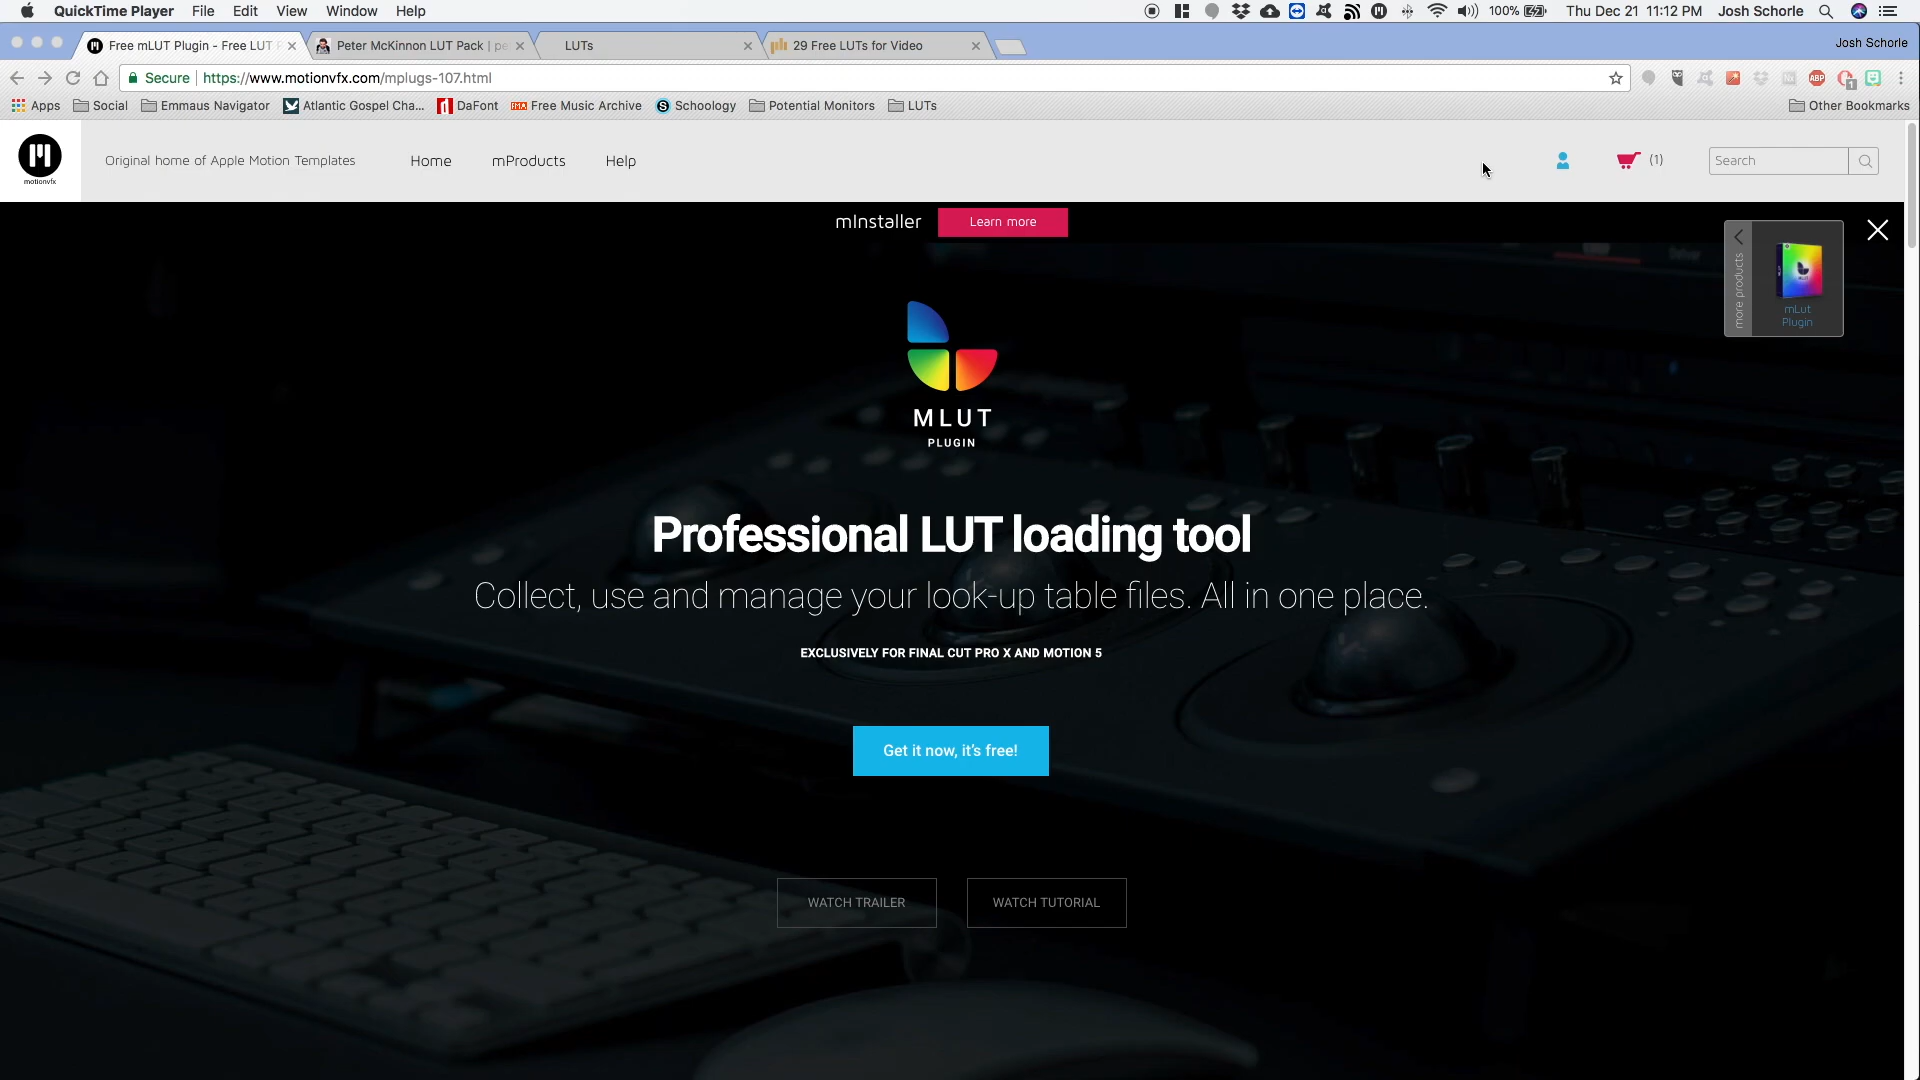 QuickTime Player File Edit View Window Help 100% Thu Dec 21 11:12 PM Josh Schorle
Free mLUT Plugin - Free LUT P Peter McKinnon LUT Pack | pe LUTs 29 Free LUTs for Video Josh Schorle
Secure https://www.motionvfx.com/mplugs-107.html ABP 1
Apps Social Emmaus Navigator Atlantic Gospel Cha... DaFont Free Music Archive Schoology Potential Monitors LUTs Other Bookmarks
motionvfx Original home of Apple Motion Templates Home mProducts Help (1) Search
mInstaller Learn more
more products
mLut
Plugin
MLUT
PLUGIN
Professional LUT loading tool
Collect, use and manage your look-up table files. All in one place.
EXCLUSIVELY FOR FINAL CUT PRO X AND MOTION 5
Get it now, it's free!
WATCH TRAILER WATCH TUTORIAL